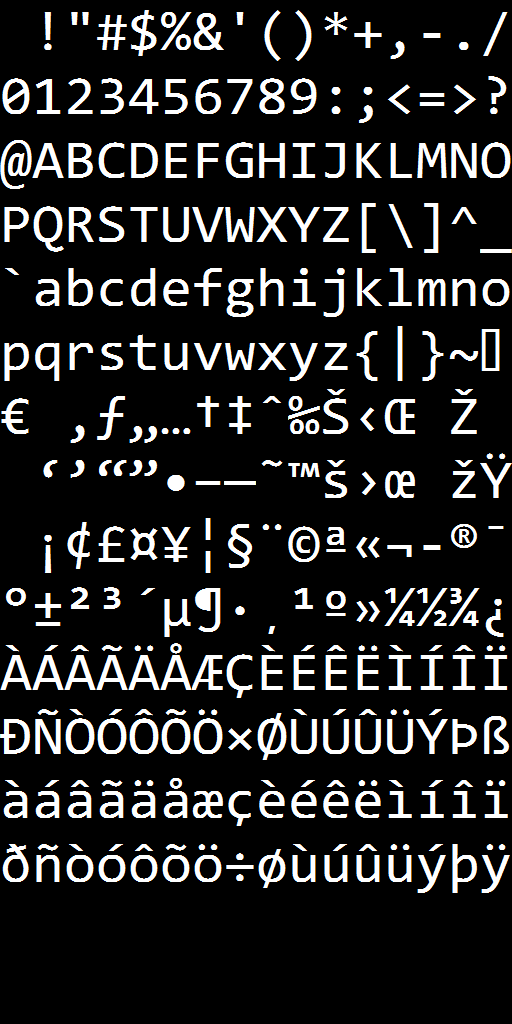 !"#$%&'()*+,-./
0123456789:;<=>?
@ABCDEFGHIJKLMNO
PQRSTUVWXYZ[\]^_
`abcdefghijklmno
pqrstuvwxyz{|}~▯
€ ‚ƒ„…†‡ˆ‰Š‹Œ Ž
 ‘’“”•–—˜™š›œ žŸ
 ¡¢£¤¥¦§¨©ª«¬-®¯
°±²³´µ¶·¸¹º»¼½¾¿
ÀÁÂÃÄÅÆÇÈÉÊËÌÍÎÏ
ÐÑÒÓÔÕÖ×ØÙÚÛÜÝÞß
àáâãäåæçèéêëìíîï
ðñòóôõö÷øùúûüýþÿ